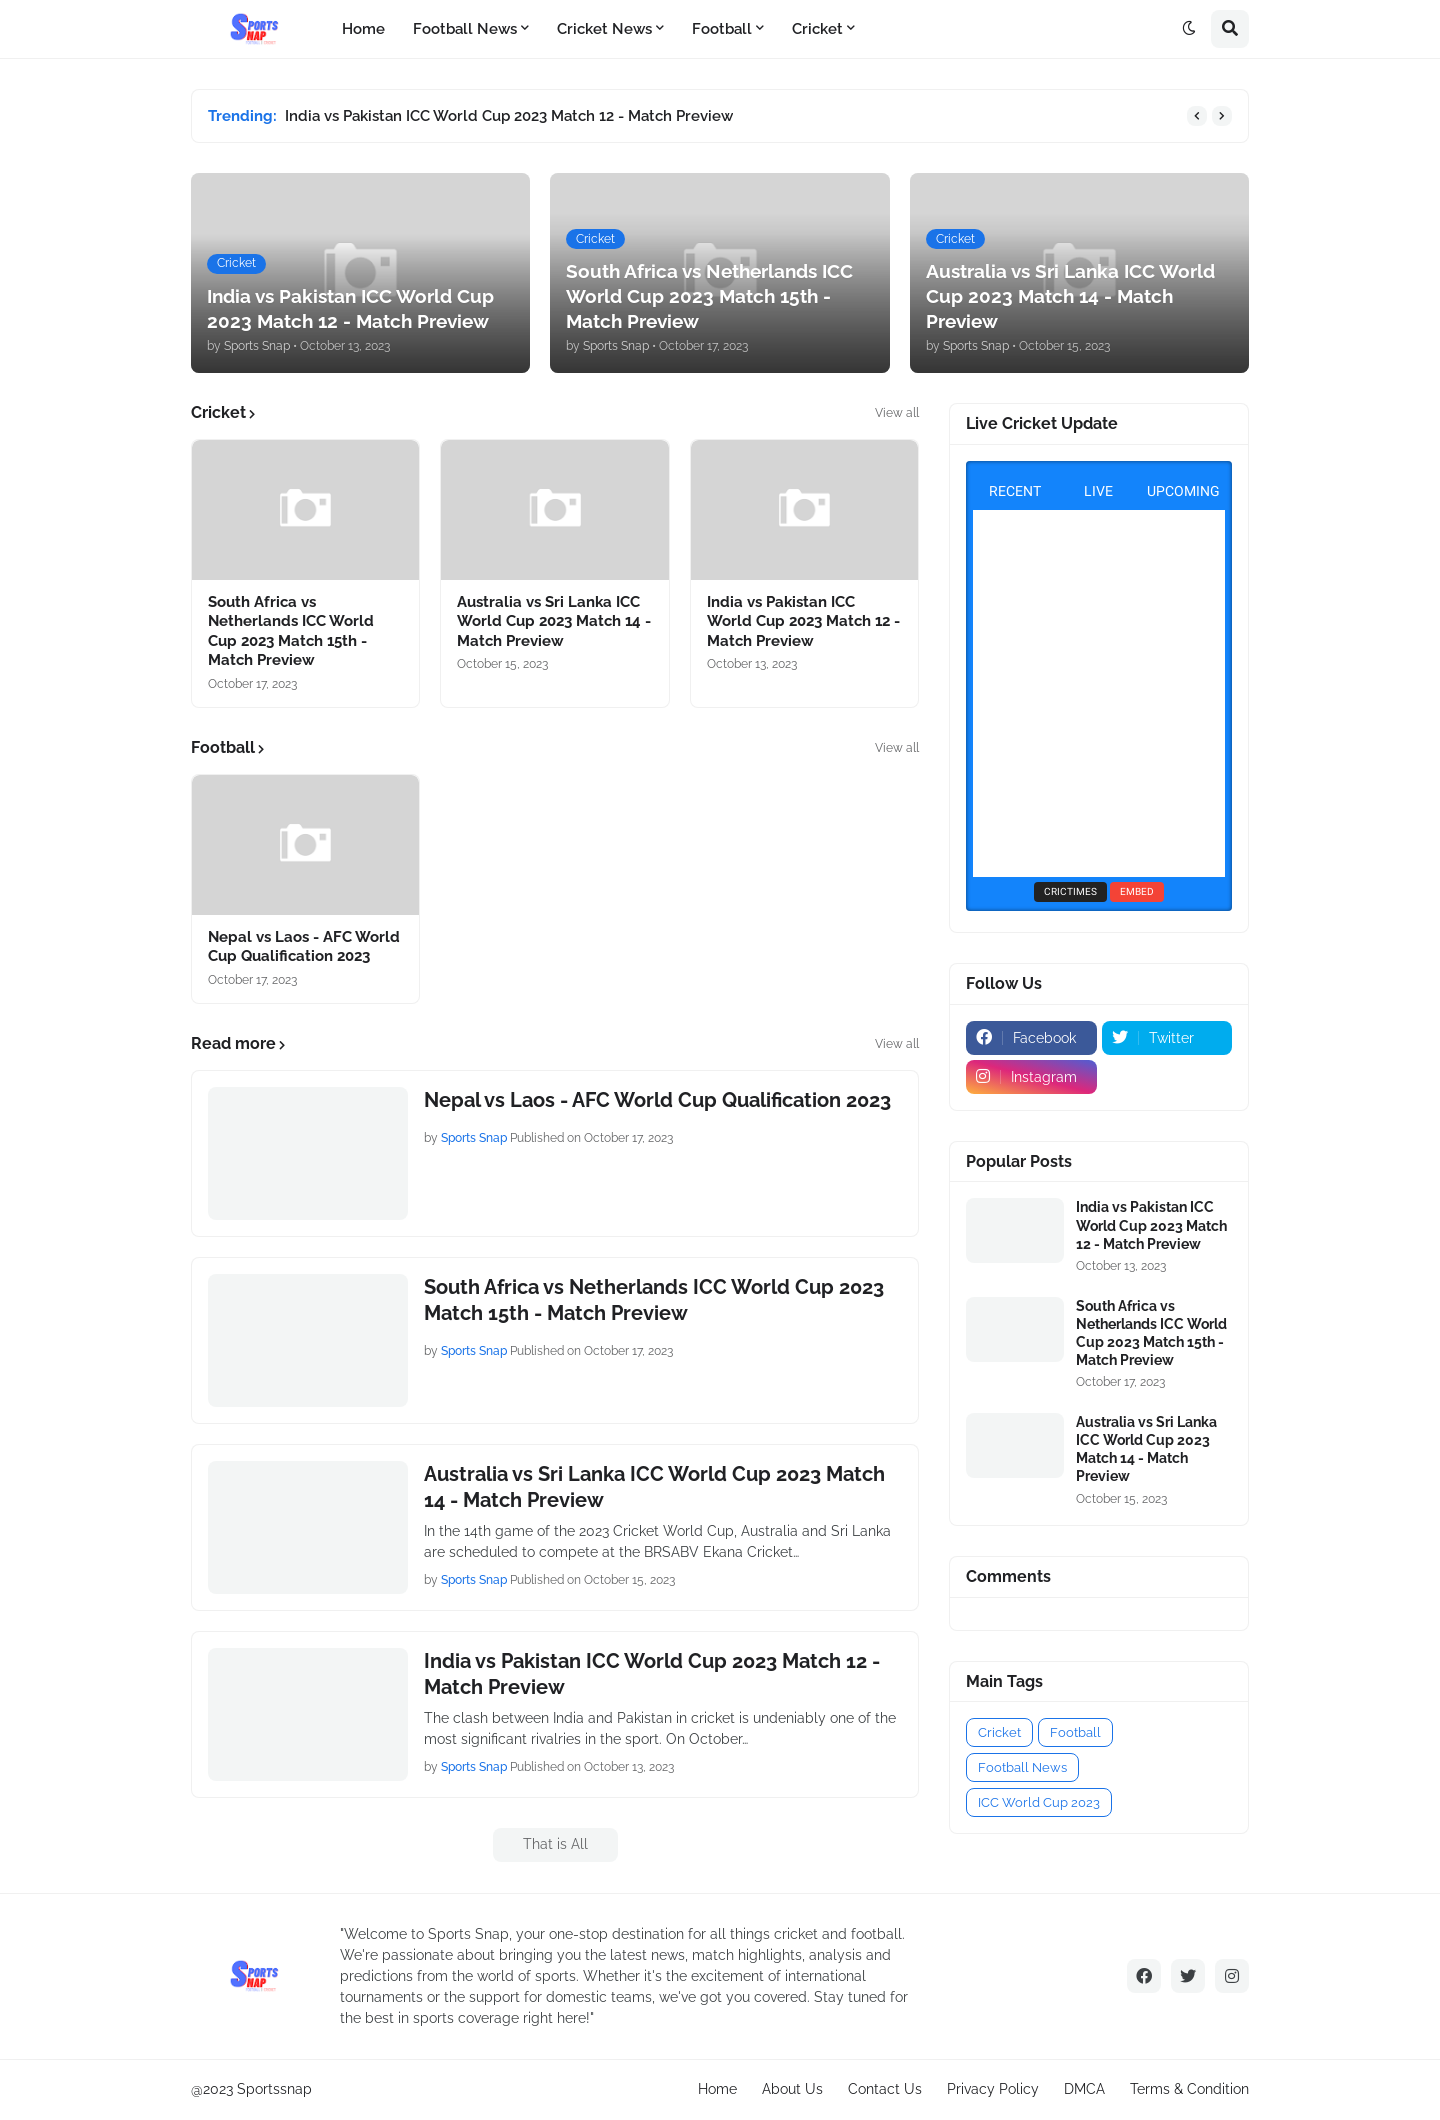 SPORTS
SNAP
Home
Football News
Cricket News
Football
Cricket
Trending: India vs Pakistan ICC World Cup 2023 Match 12 - Match Preview
Cricket
India vs Pakistan ICC World Cup
2023 Match 12 - Match Preview
by Sports Snap • October 13, 2023
Cricket
South Africa vs Netherlands ICC
World Cup 2023 Match 15th -
Match Preview
by Sports Snap • October 17, 2023
Cricket
Australia vs Sri Lanka ICC World
Cup 2023 Match 14 - Match
Preview
by Sports Snap • October 15, 2023
Cricket
View all
South Africa vs
Netherlands ICC World
Cup 2023 Match 15th -
Match Preview
October 17, 2023
Australia vs Sri Lanka ICC
World Cup 2023 Match 14 -
Match Preview
October 15, 2023
India vs Pakistan ICC
World Cup 2023 Match 12 -
Match Preview
October 13, 2023
Football
View all
Nepal vs Laos - AFC World
Cup Qualification 2023
October 17, 2023
Read more
View all
Nepal vs Laos - AFC World Cup Qualification 2023
by Sports Snap Published on October 17, 2023
South Africa vs Netherlands ICC World Cup 2023
Match 15th - Match Preview
by Sports Snap Published on October 17, 2023
Australia vs Sri Lanka ICC World Cup 2023 Match
14 - Match Preview
In the 14th game of the 2023 Cricket World Cup, Australia and Sri Lanka
are scheduled to compete at the BRSABV Ekana Cricket…
by Sports Snap Published on October 15, 2023
India vs Pakistan ICC World Cup 2023 Match 12 -
Match Preview
The clash between India and Pakistan in cricket is undeniably one of the
most significant rivalries in the sport. On October…
by Sports Snap Published on October 13, 2023
That is All
Live Cricket Update
RECENT
LIVE
UPCOMING
CRICTIMES
EMBED
Follow Us
Facebook
Twitter
Instagram
Popular Posts
India vs Pakistan ICC
World Cup 2023 Match
12 - Match Preview
October 13, 2023
South Africa vs
Netherlands ICC World
Cup 2023 Match 15th -
Match Preview
October 17, 2023
Australia vs Sri Lanka
ICC World Cup 2023
Match 14 - Match
Preview
October 15, 2023
Comments
Main Tags
Cricket
Football
Football News
ICC World Cup 2023
SPORTS
SNAP
"Welcome to Sports Snap, your one-stop destination for all things cricket and football.
We're passionate about bringing you the latest news, match highlights, analysis and
predictions from the world of sports. Whether it's the excitement of international
tournaments or the support for domestic teams, we've got you covered. Stay tuned for
the best in sports coverage right here!"
@2023 Sportssnap
Home
About Us
Contact Us
Privacy Policy
DMCA
Terms & Condition